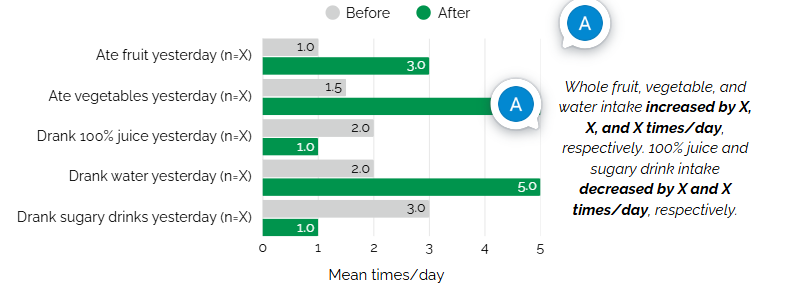 Before After
A
Ate fruit yesterday (n=X) 1.0
3.0
Ate vegetables yesterday (n=X) 1.5
A
Drank 100% juice yesterday (n=X) 2.0
1.0
Drank water yesterday (n=X) 2.0
5.0
Drank sugary drinks yesterday (n=X) 3.0
1.0
0 1 2 3 4 5
Mean times/day
Whole fruit, vegetable, and
water intake increased by X,
X, and X times/day,
respectively. 100% juice and
sugary drink intake
decreased by X and X
times/day, respectively.